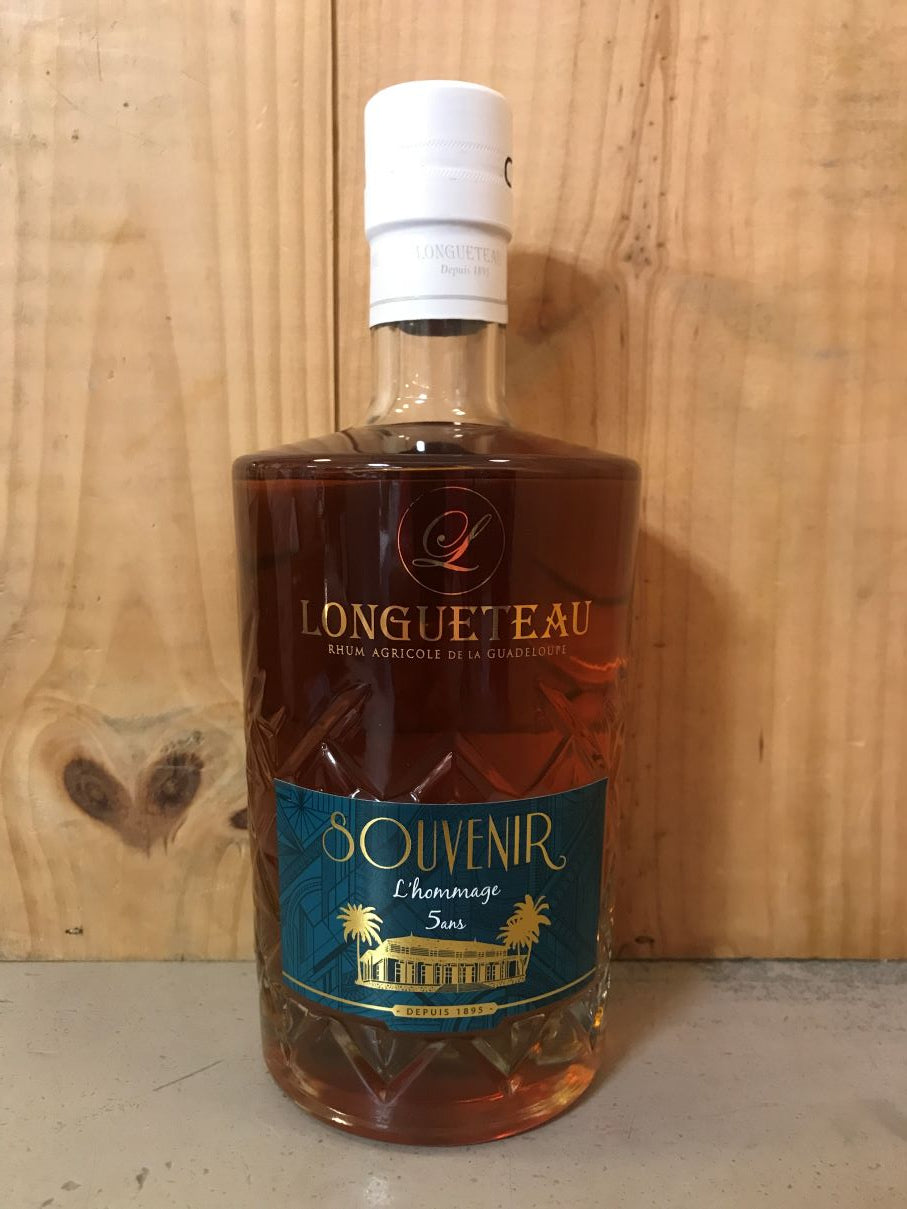 LONGUETEAU
Depuis 1895
L
LONGUETEAU
RHUM AGRICOLE DE LA GUADELOUPE
SOUVENIR
L'hommage
5ans
- DEPUIS 1895 -